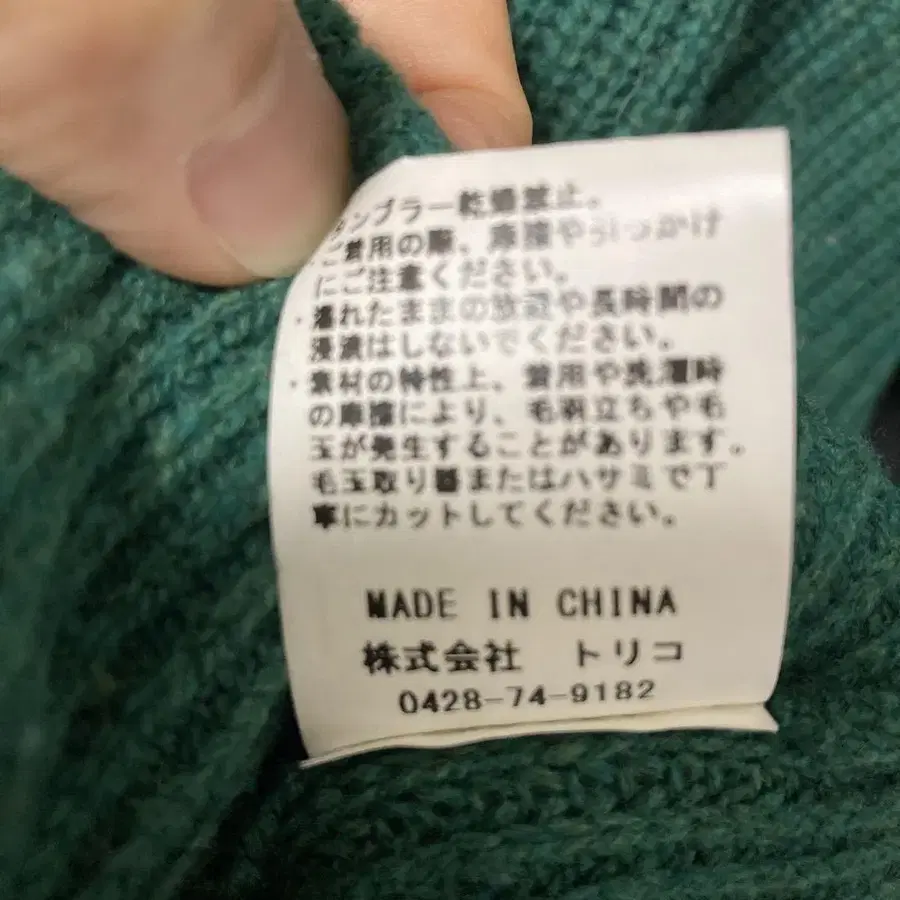 タンブラー乾燥禁止。
・ご着用の際、摩擦や引っかけ
にご注意ください。
・濡れたままの放置や長時間の
浸漬はしないでください。
・素材の特性上、着用や洗濯時
の摩擦により、毛羽立ちや毛
玉が発生することがあります。
毛玉取り器またはハサミで丁
寧にカットしてください。
MADE IN CHINA
株式会社 トリコ
0428-74-9182